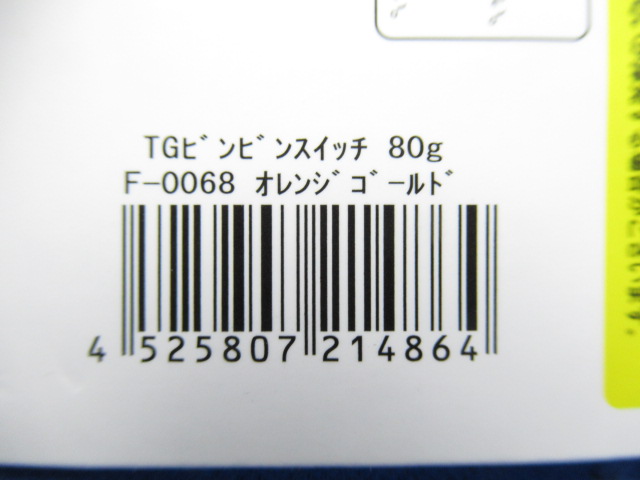 TGﾋﾞﾝﾋﾞﾝｽｲｯﾁ 80g
F-0068 ｵﾚﾝｼﾞｺﾞｰﾙﾄﾞ
4 525807 214864